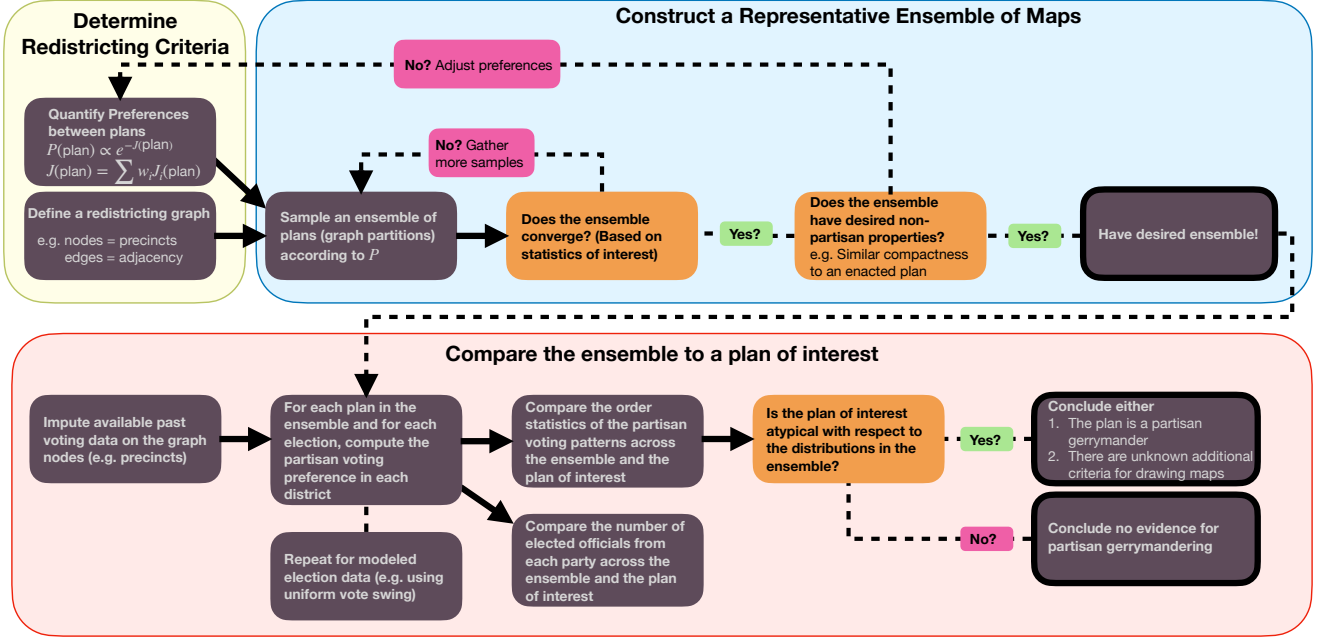 Determine
Redistricting Criteria
Quantify Preferences
between plans
P(plan) ∝ e^{−J(plan)}
J(plan) = ∑ w_i J_i(plan)
Define a redistricting graph
e.g. nodes = precincts
edges = adjacency
Construct a Representative Ensemble of Maps
No? Adjust preferences
No? Gather
more samples
Sample an ensemble of
plans (graph partitions)
according to P
Does the ensemble
converge? (Based on
statistics of interest)
Yes?
Does the ensemble
have desired non-
partisan properties?
e.g. Similar compactness
to an enacted plan
Yes?
Have desired ensemble!
Compare the ensemble to a plan of interest
Impute available past
voting data on the graph
nodes (e.g. precincts)
For each plan in the
ensemble and for each
election, compute the
partisan voting
preference in each
district
Repeat for modeled
election data (e.g. using
uniform vote swing)
Compare the order
statistics of the partisan
voting patterns across
the ensemble and the
plan of interest
Compare the number of
elected officials from
each party across the
ensemble and the plan
of interest
Is the plan of interest
atypical with respect to
the distributions in the
ensemble?
Yes?
Conclude either
1. The plan is a partisan
gerrymander
2. There are unknown additional
criteria for drawing maps
No?
Conclude no evidence for
partisan gerrymandering